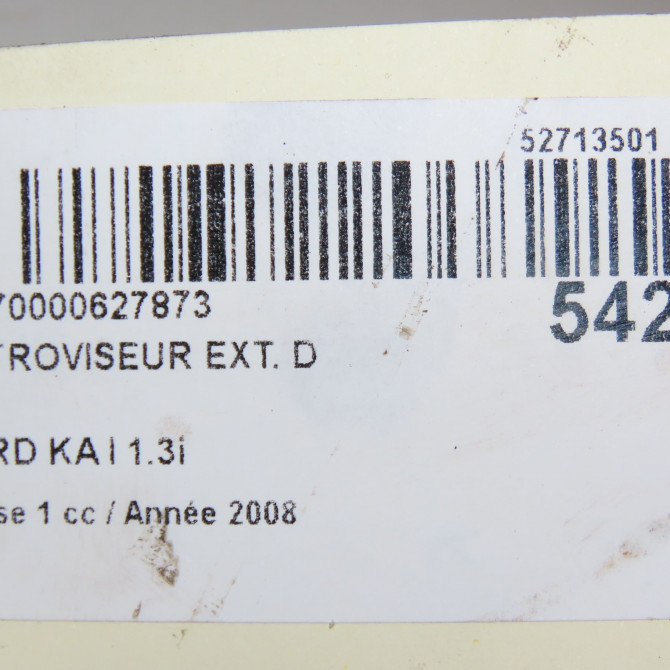 52713501
70000627873
542
TROVISEUR EXT. D
RD KA I 1.3i
se 1 cc / Année 2008